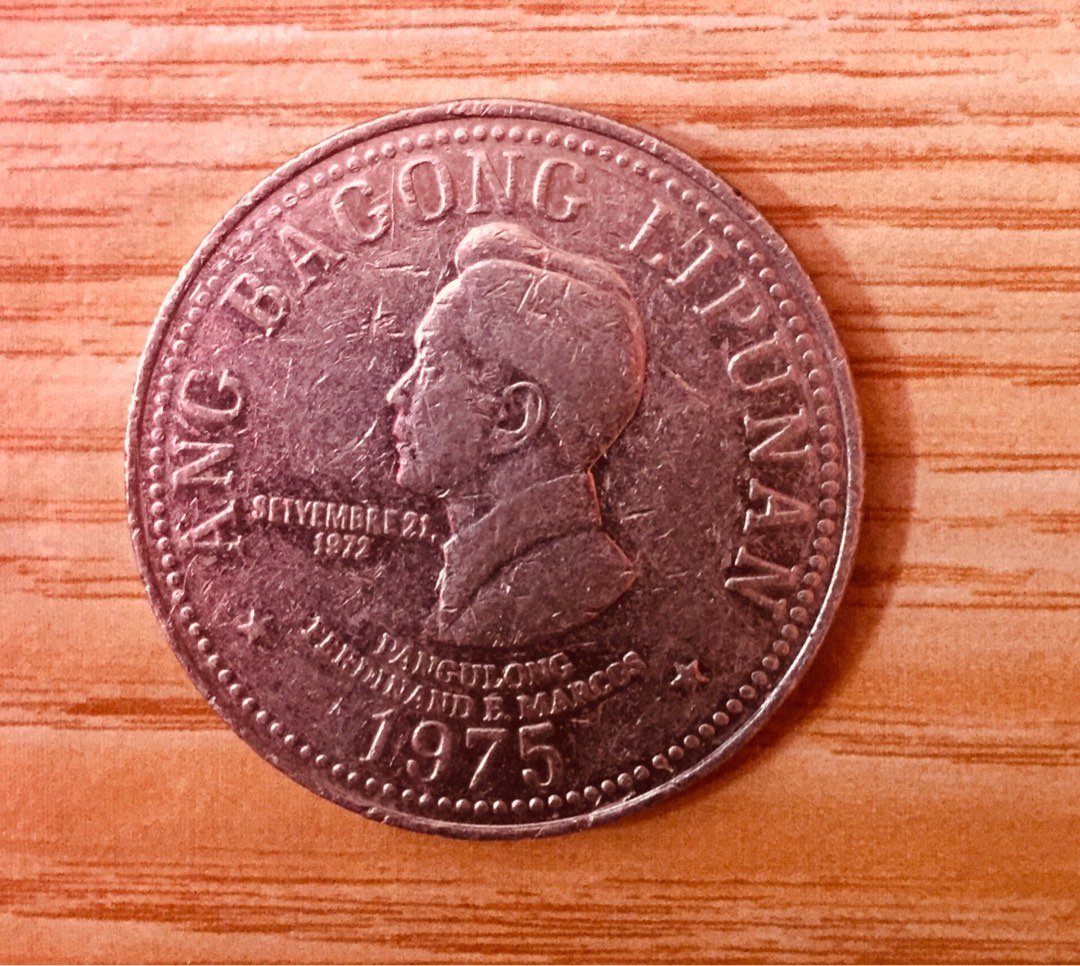 ANG BAGONG LIPUNAN
SETYEMBRE 21,
1972
PANGULONG
FERDINAND E. MARCOS
1975